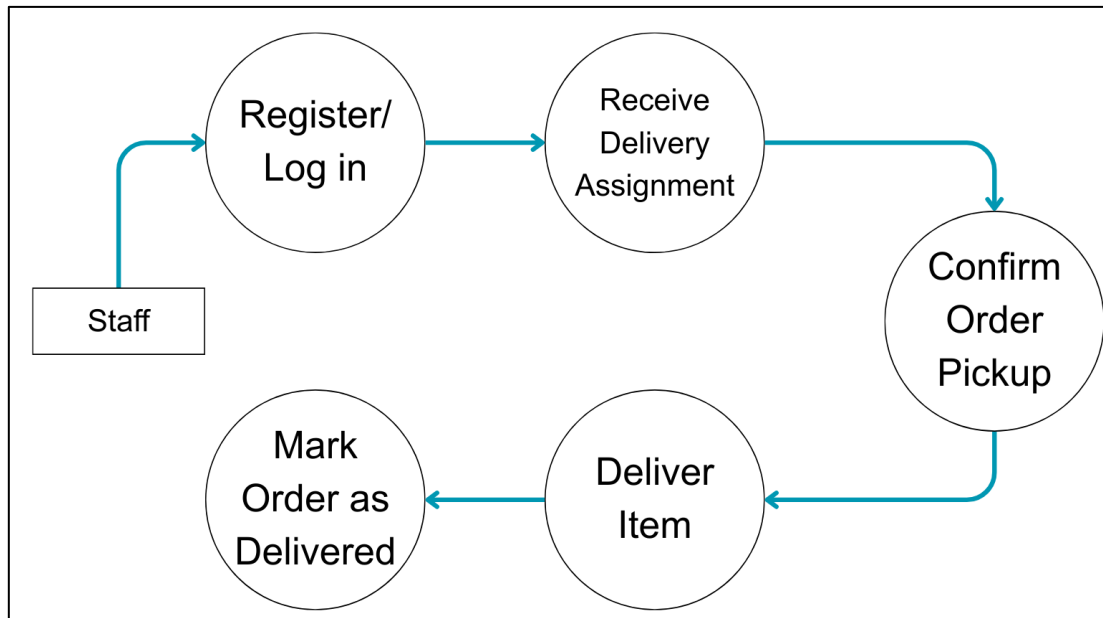 Staff
Register/
Log in
Receive
Delivery
Assignment
Confirm
Order
Pickup
Deliver
Item
Mark
Order as
Delivered